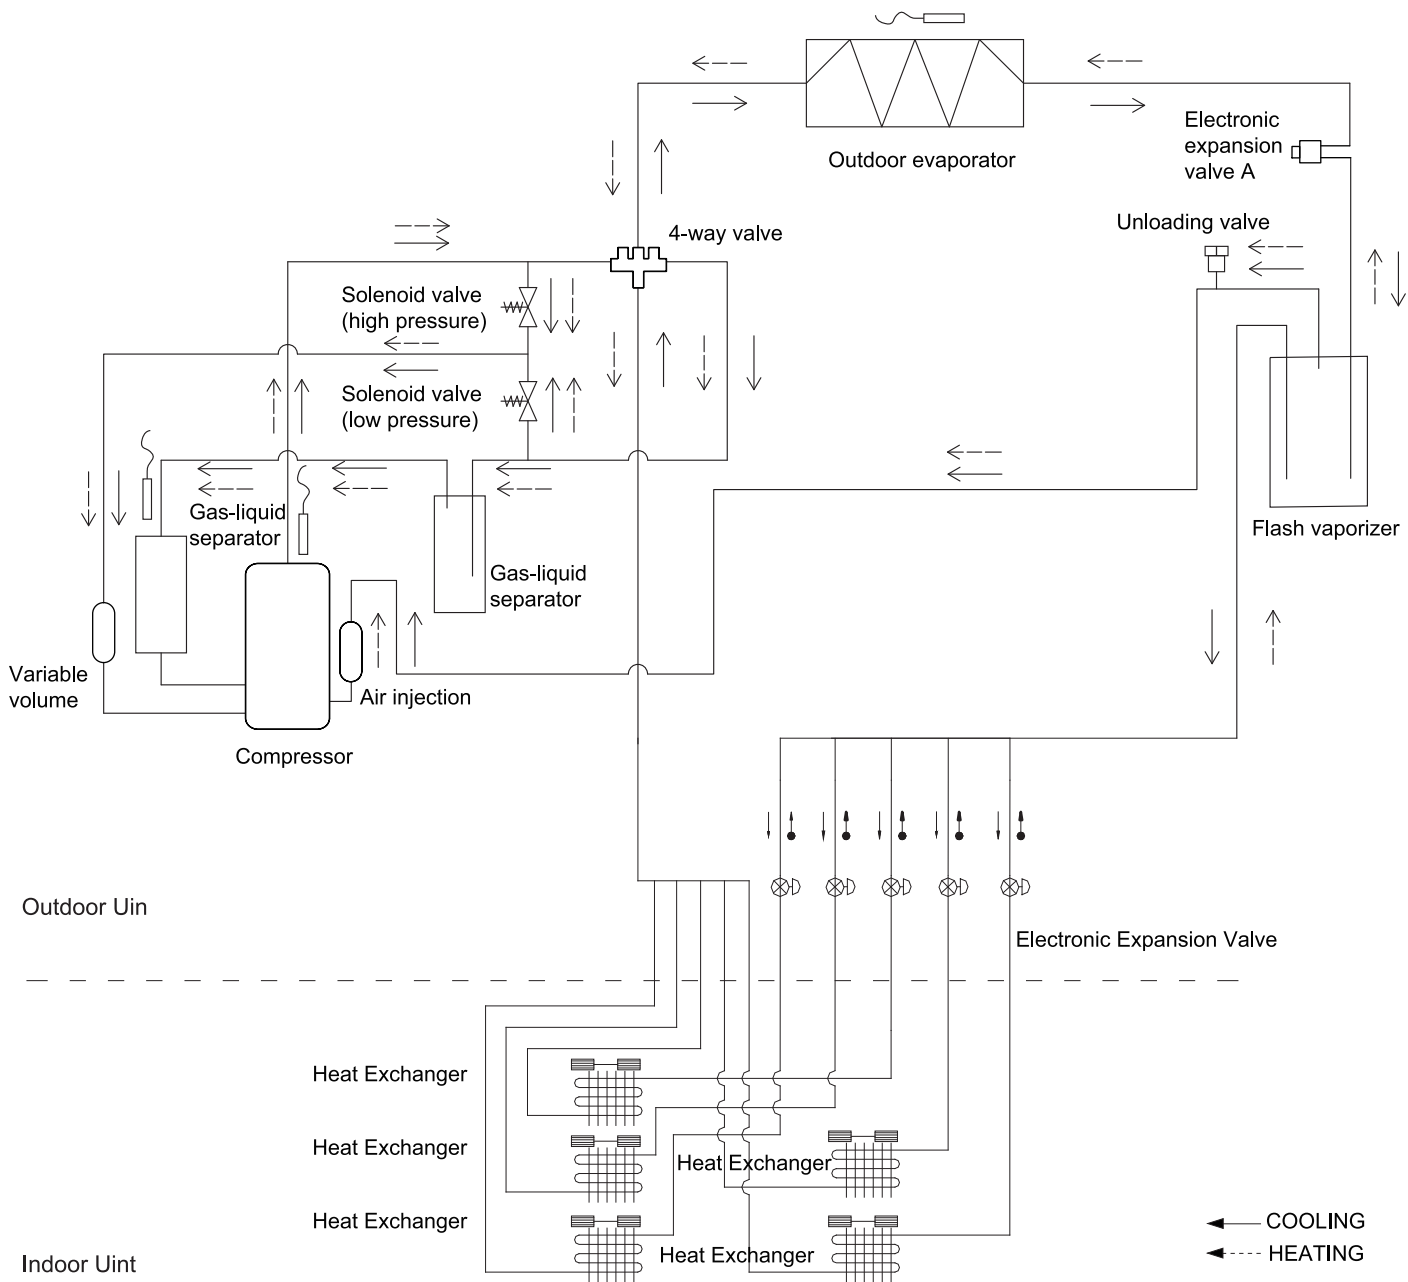 Outdoor evaporator
Electronic
expansion
valve A
4-way valve
Unloading valve
Solenoid valve
(high pressure)
Solenoid valve
(low pressure)
Gas-liquid
separator
Flash vaporizer
Gas-liquid
separator
Variable
volume
Air injection
Compressor
Outdoor Uin
Electronic Expansion Valve
Heat Exchanger
Heat Exchanger
Heat Exchanger
Heat Exchanger
Heat Exchanger
COOLING
HEATING
Indoor Uint